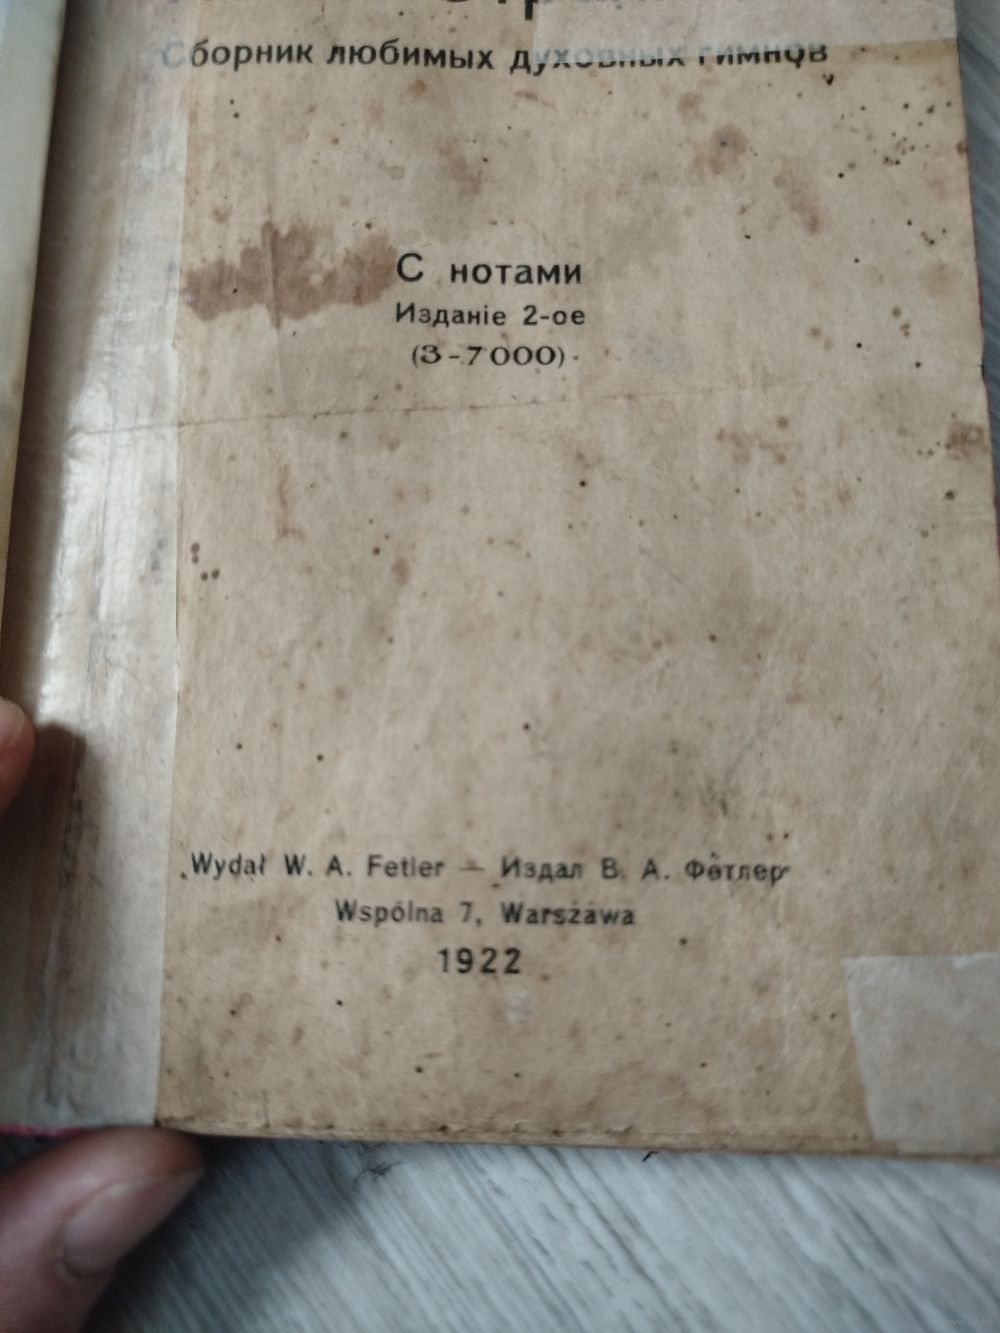 Сборник любимых духовных гимнов
С нотами
Изданіе 2-ое
(3-7000)
Wydał W. A. Fetler — Издал В. А. Фетлер
Wspólna 7, Warszawa
1922